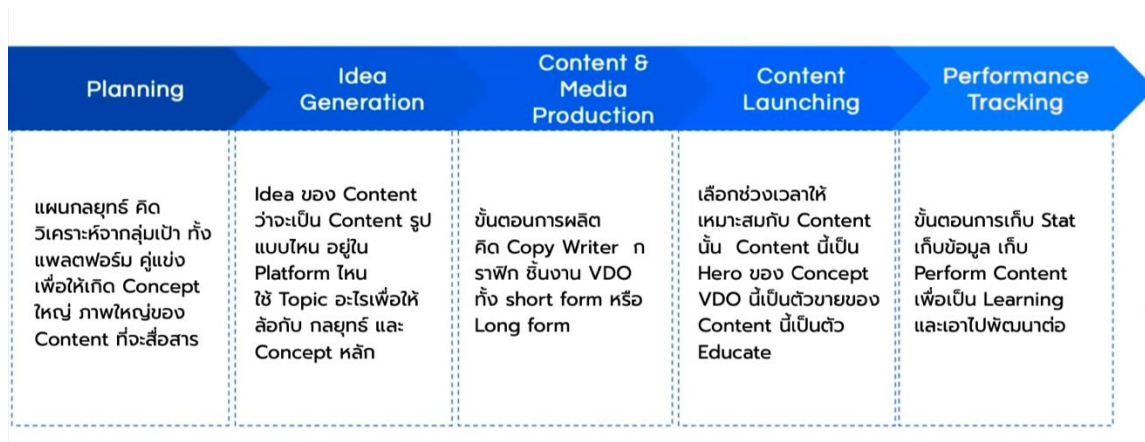 Planning
Idea
Generation
Content &
Media
Production
Content
Launching
Performance
Tracking
แผนกลยุทธ์ คิด
วิเคราะห์จากลุ่มเป้า ทั้ง
แพลตฟอร์ม คู่แข่ง
เพื่อให้เกิด Concept
ใหญ่ ภาพใหญ่ของ
Content ที่จะสื่อสาร
Idea ของ Content
ว่าจะเป็น Content รูป
แบบไหน อยู่ใน
Platform ไหน
ใช้ Topic อะไรเพื่อให้
ล้อกับ กลยุทธ์ และ
Concept หลัก
ขั้นตอนการผลิต
คิด Copy Writer ก
ราฟิก ชิ้นงาน VDO
ทั้ง short form หรือ
Long form
เลือกช่วงเวลาให้
เหมาะสมกับ Content
นั้น Content นี้เป็น
Hero ของ Concept
VDO นี้เป็นตัวขายของ
Content นี้เป็นตัว
Educate
ขั้นตอนการเก็บ Stat
เก็บข้อมูล เก็บ
Perform Content
เพื่อเป็น Learning
และเอาไปพัฒนาต่อ